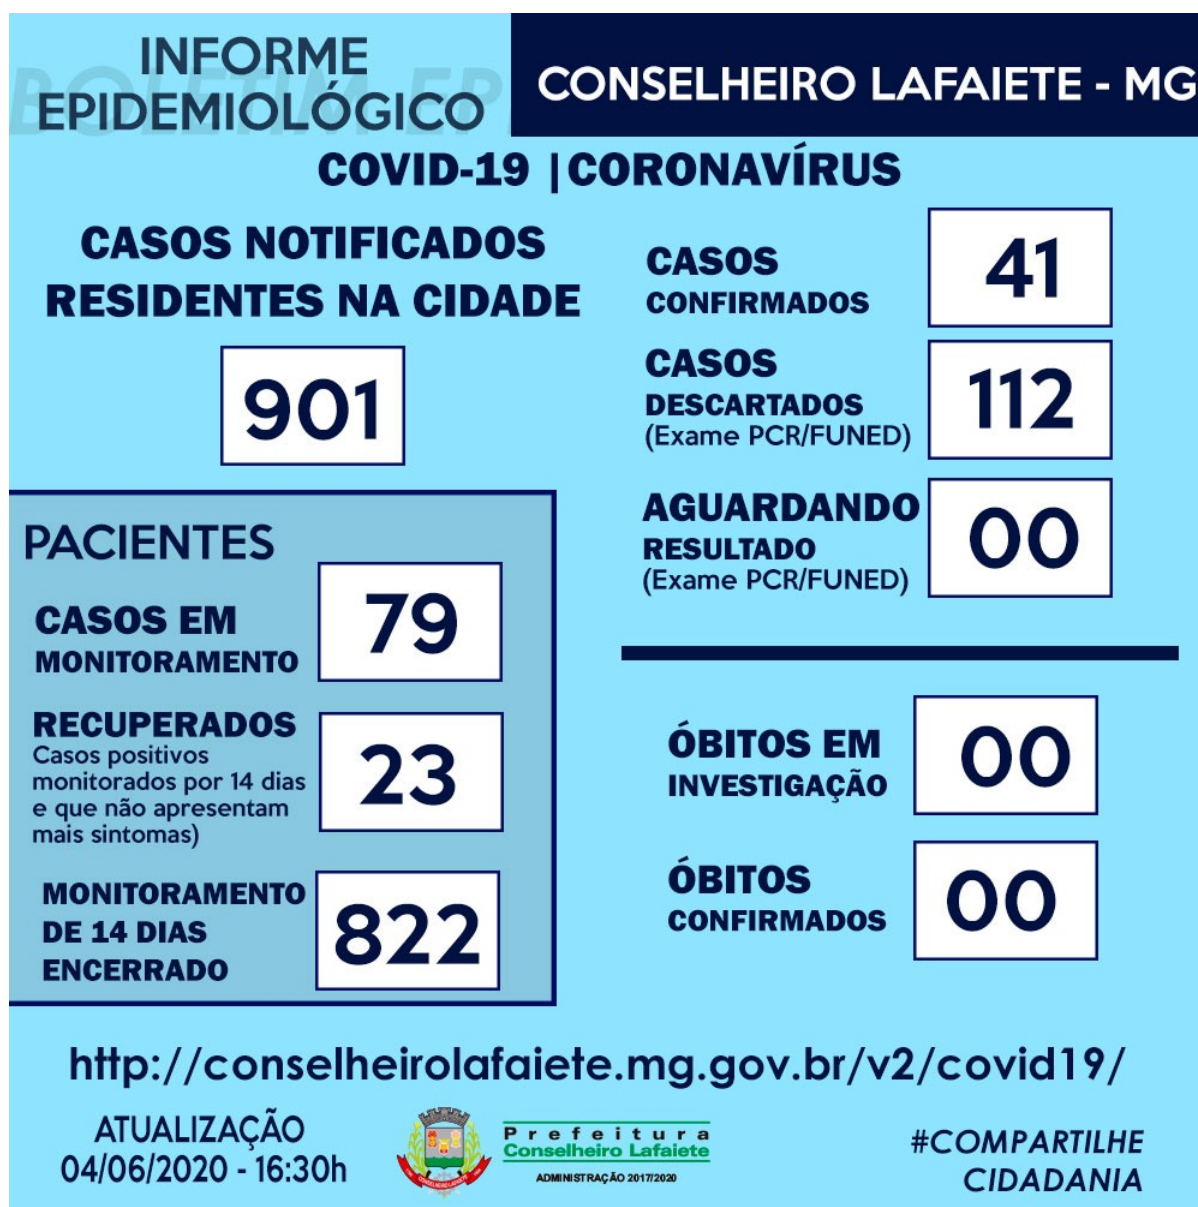 INFORME
EPIDEMIOLÓGICO
BOLETIM EP
CONSELHEIRO LAFAIETE - MG
COVID-19 | CORONAVÍRUS
CASOS NOTIFICADOS
RESIDENTES NA CIDADE
901
CASOS
CONFIRMADOS
41
CASOS
DESCARTADOS
(Exame PCR/FUNED)
112
AGUARDANDO
RESULTADO
(Exame PCR/FUNED)
00
PACIENTES
CASOS EM
MONITORAMENTO
79
RECUPERADOS
Casos positivos
monitorados por 14 dias
e que não apresentam
mais sintomas)
23
MONITORAMENTO
DE 14 DIAS
ENCERRADO
822
ÓBITOS EM
INVESTIGAÇÃO
00
ÓBITOS
CONFIRMADOS
00
http://conselheirolafaiete.mg.gov.br/v2/covid19/
ATUALIZAÇÃO
04/06/2020 - 16:30h
CONSELHEIRO LAFAIETE
Prefeitura
Conselheiro Lafaiete
ADMINISTRAÇÃO 2017/2020
#COMPARTILHE
CIDADANIA